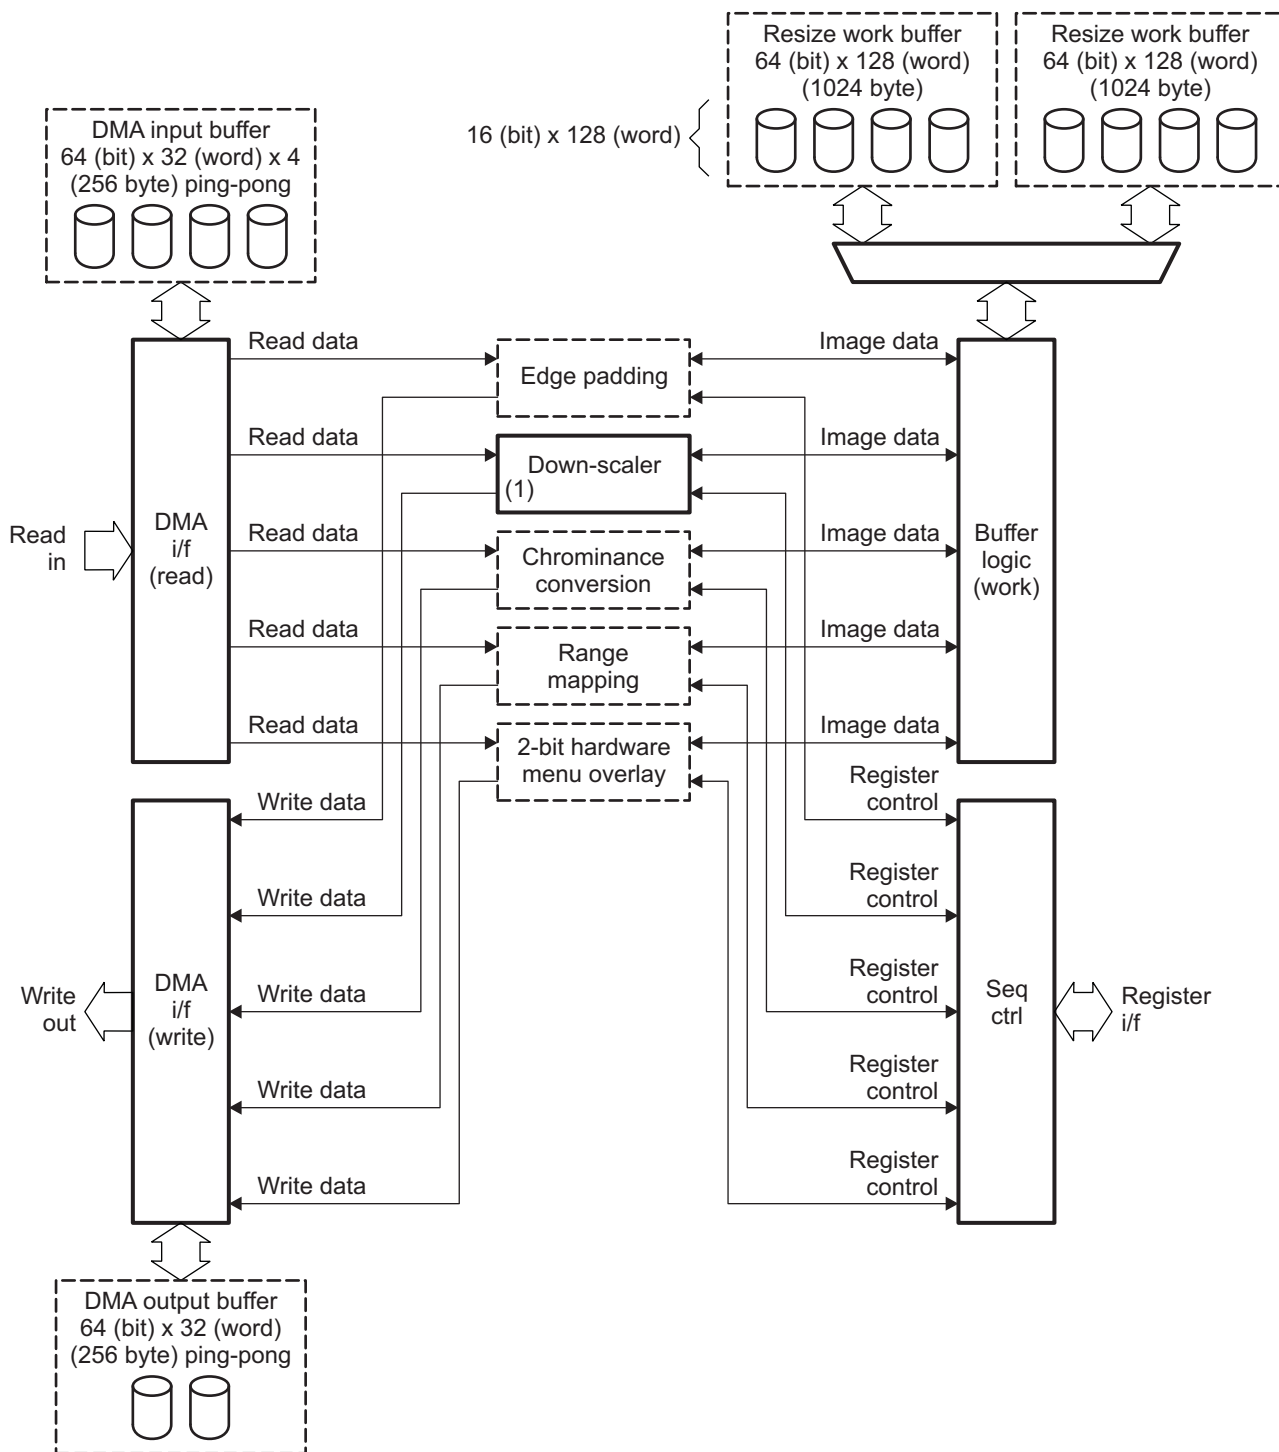 Resize work buffer
64 (bit) x 128 (word)
(1024 byte)
Resize work buffer
64 (bit) x 128 (word)
(1024 byte)
16 (bit) x 128 (word)
DMA input buffer
64 (bit) x 32 (word) x 4
(256 byte) ping-pong
Read data
Edge padding
Image data
Read data
Down-scaler
(1)
Image data
Read
in
DMA
i/f
(read)
Read data
Chrominance
conversion
Image data
Buffer
logic
(work)
Read data
Range
mapping
Image data
Read data
2-bit hardware
menu overlay
Image data
Write data
Register
control
Write data
Register
control
Write
out
DMA
i/f
(write)
Write data
Register
control
Seq
ctrl
Register
i/f
Write data
Register
control
Write data
Register
control
DMA output buffer
64 (bit) x 32 (word)
(256 byte) ping-pong